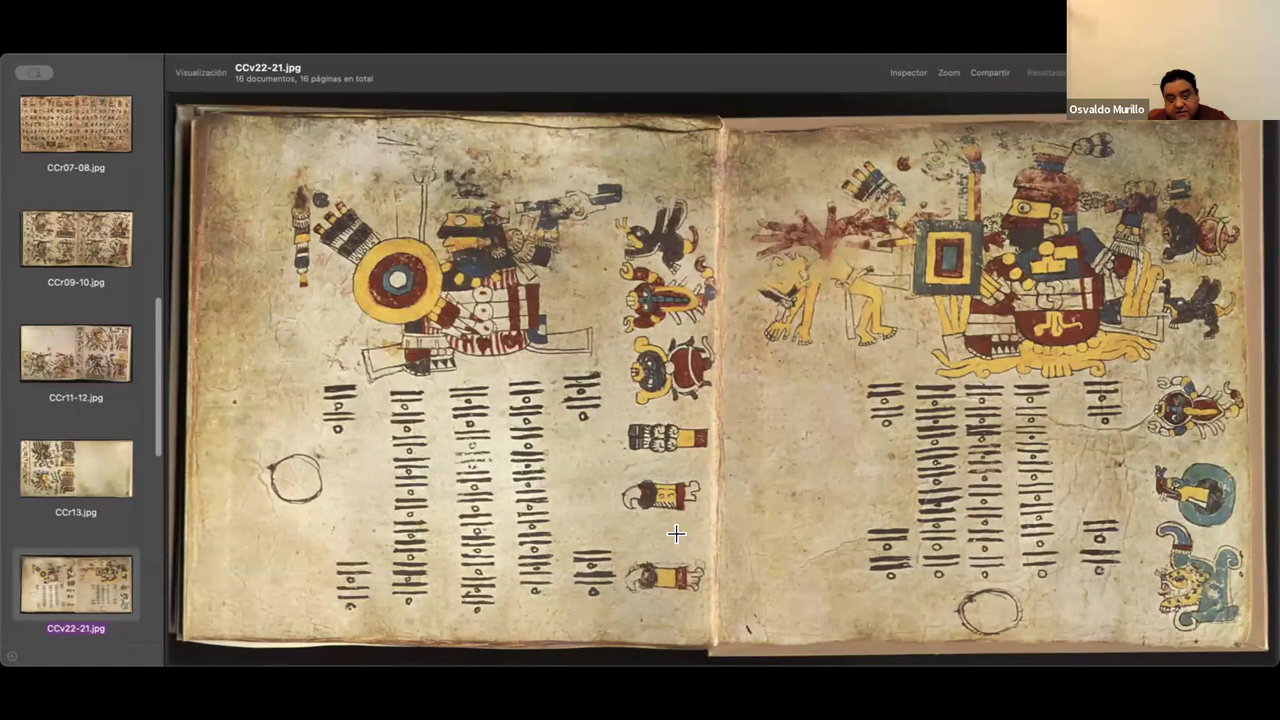 Visualización
CCv22-21.jpg
16 documentos, 16 páginas en total
Inspector
Zoom
Compartir
Resultado
Osvaldo Murillo
CCr07-08.jpg
CCr09-10.jpg
CCr11-12.jpg
CCr13.jpg
CCv22-21.jpg